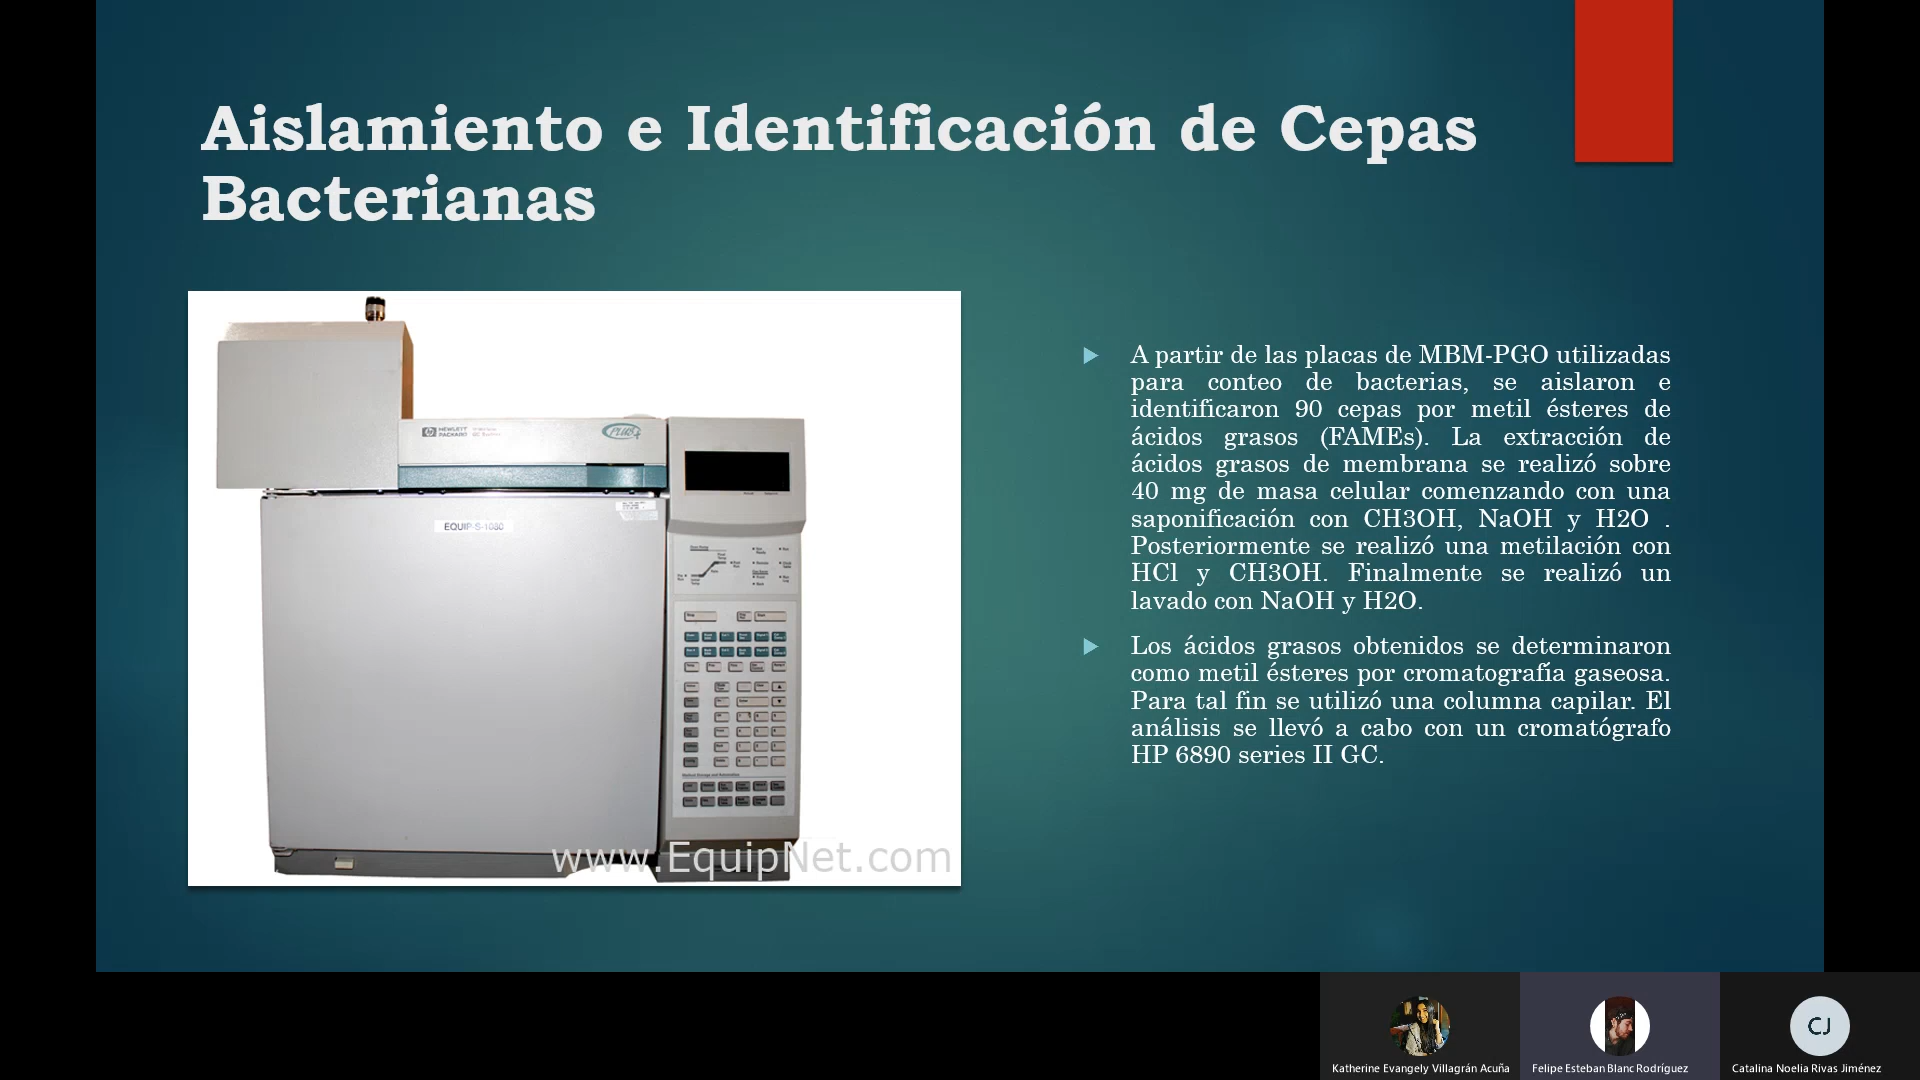 Aislamiento e Identificación de Cepas
Bacterianas
HEWLETT
PACKARD
PLUS+
EQUIP-S-1080
www.EquipNet.com
A partir de las placas de MBM-PGO utilizadas
para conteo de bacterias, se aislaron e
identificaron 90 cepas por metil ésteres de
ácidos grasos (FAMEs). La extracción de
ácidos grasos de membrana se realizó sobre
40 mg de masa celular comenzando con una
saponificación con CH3OH, NaOH y H2O .
Posteriormente se realizó una metilación con
HCl y CH3OH. Finalmente se realizó un
lavado con NaOH y H2O.
Los ácidos grasos obtenidos se determinaron
como metil ésteres por cromatografía gaseosa.
Para tal fin se utilizó una columna capilar. El
análisis se llevó a cabo con un cromatógrafo
HP 6890 series II GC.
CJ
Katherine Evangely Villagrán Acuña
Felipe Esteban Blanc Rodríguez
Catalina Noelia Rivas Jiménez